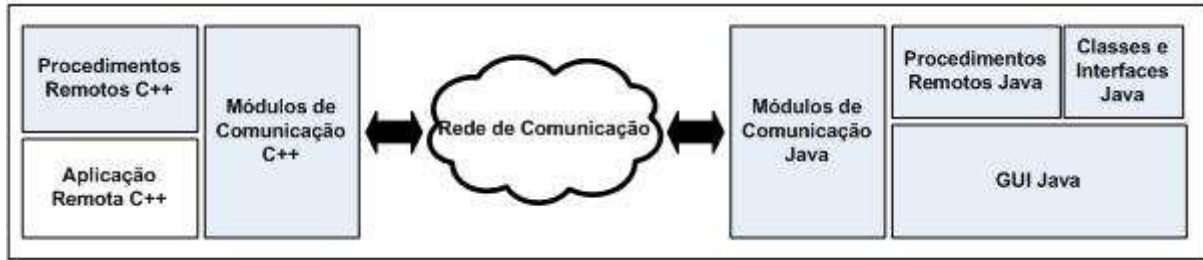 Procedimentos
Remotos C++
Aplicação
Remota C++
Módulos de
Comunicação
C++
Rede de Comunicação
Módulos de
Comunicação
Java
Procedimentos
Remotos Java
Classes e
Interfaces
Java
GUI Java